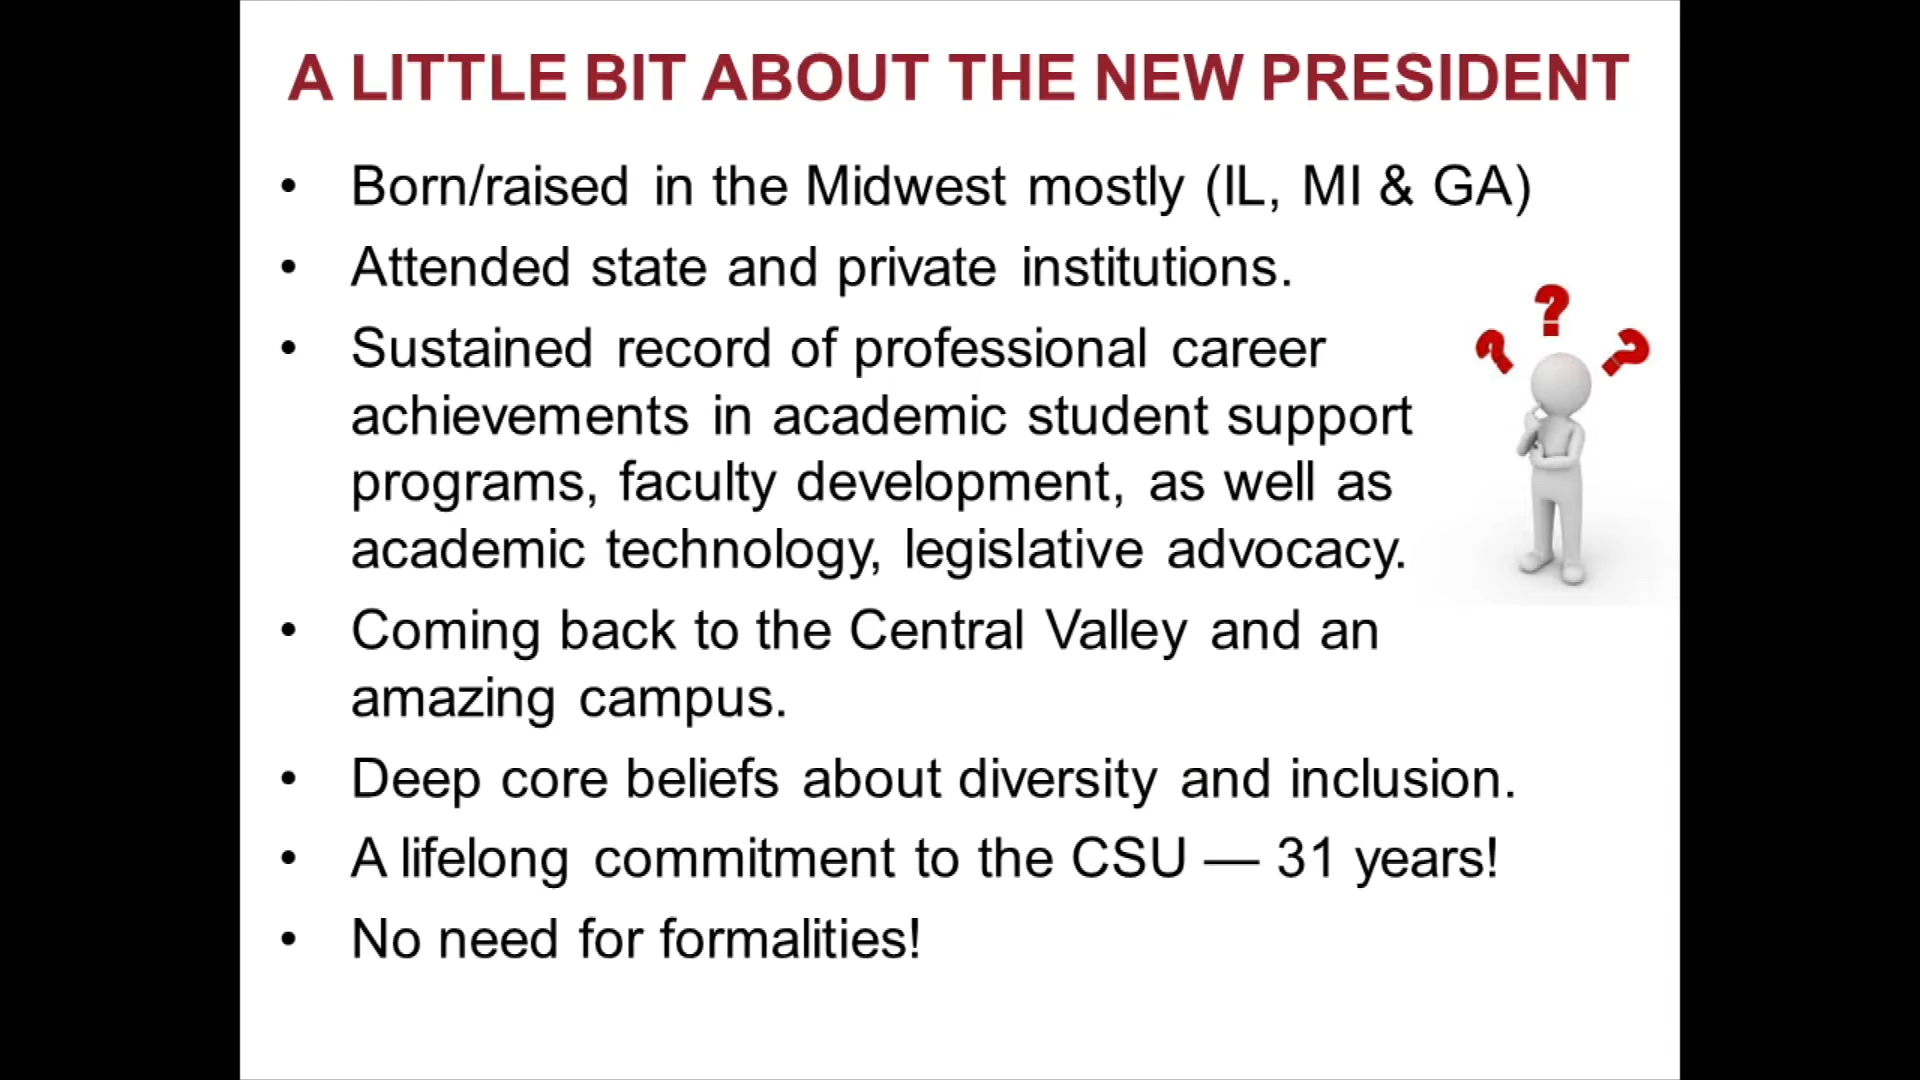 A LITTLE BIT ABOUT THE NEW PRESIDENT
• Born/raised in the Midwest mostly (IL, MI & GA)
• Attended state and private institutions.
• Sustained record of professional career
achievements in academic student support
programs, faculty development, as well as
academic technology, legislative advocacy.
• Coming back to the Central Valley and an
amazing campus.
• Deep core beliefs about diversity and inclusion.
• A lifelong commitment to the CSU — 31 years!
• No need for formalities!